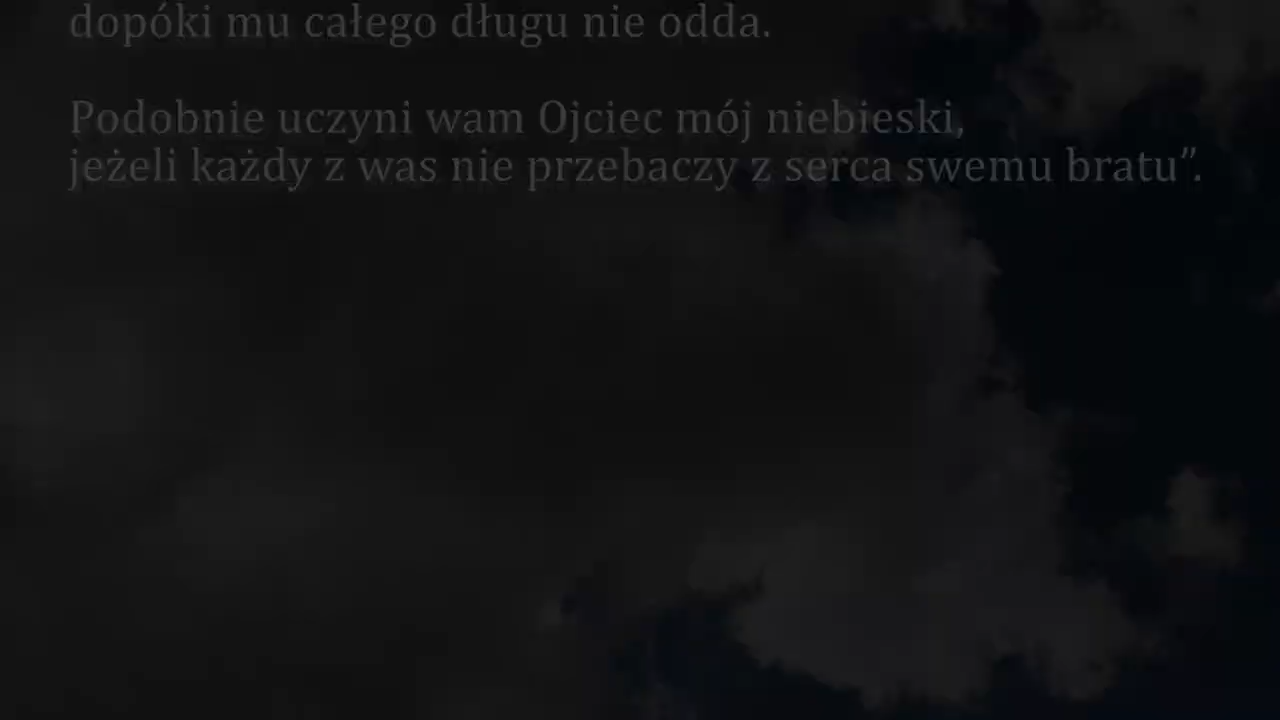 dopóki mu całego długu nie odda.
Podobnie uczyni wam Ojciec mój niebieski,
jeżeli każdy z was nie przebaczy z serca swemu bratu”.